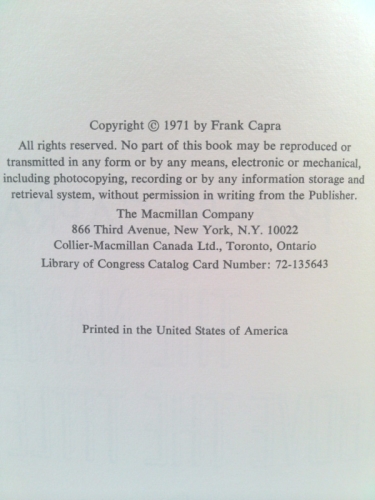 Copyright © 1971 by Frank Capra
All rights reserved. No part of this book may be reproduced or
transmitted in any form or by any means, electronic or mechanical,
including photocopying, recording or by any information storage and
retrieval system, without permission in writing from the Publisher.
The Macmillan Company
866 Third Avenue, New York, N.Y. 10022
Collier-Macmillan Canada Ltd., Toronto, Ontario
Library of Congress Catalog Card Number: 72-135643
Printed in the United States of America